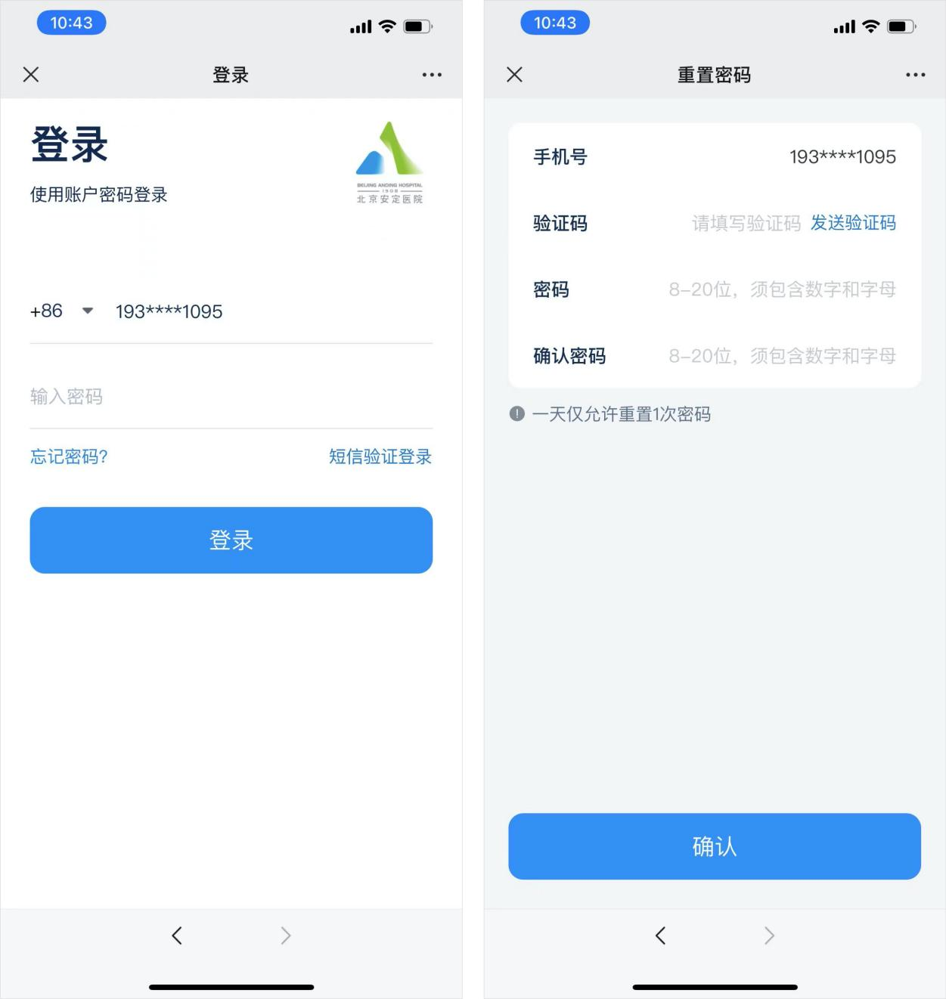 10:43
登录
登录
使用账户密码登录
BEIJING ANDING HOSPITAL
1908
北京安定医院
+86 193****1095
输入密码
忘记密码? 短信验证登录
登录
10:43
重置密码
手机号 193****1095
验证码 请填写验证码 发送验证码
密码 8-20位，须包含数字和字母
确认密码 8-20位，须包含数字和字母
一天仅允许重置1次密码
确认